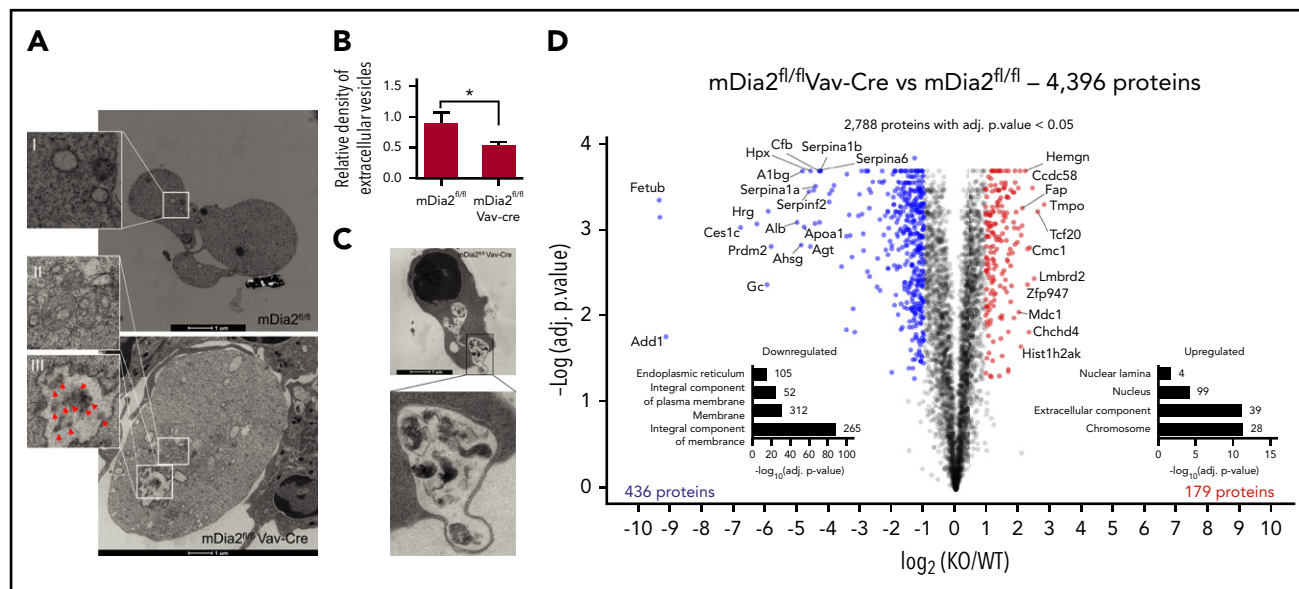 A
I
1 um
mDia2fl/fl
II
III
mDia2fl/fl Vav-Cre
1 um
B
Relative density of
extracellular vesicles
1.5
1.0
0.5
0.0
*
mDia2fl/fl
mDia2fl/fl
Vav-cre
C
mDia2fl/fl Vav-Cre
1 um
D
mDia2fl/flVav-Cre vs mDia2fl/fl – 4,396 proteins
2,788 proteins with adj. p.value < 0.05
–Log (adj. p.value)
4
3
2
1
0
Fetub
Hpx
Cfb
Serpina1b
A1bg
Serpina6
Serpina1a
Serpinf2
Hrg
Alb
Apoa1
Ces1c
Prdm2
Ahsg
Agt
Gc
Add1
Hemgn
Ccdc58
Fap
Tmpo
Tcf20
Cmc1
Lmbrd2
Zfp947
Mdc1
Chchd4
Hist1h2ak
Downregulated
Endoplasmic reticulum 105
Integral component
of plasma membrane 52
Membrane 312
Integral component
of membrance 265
0 20 40 60 80 100
-log10(adj. p-value)
Upregulated
Nuclear lamina 4
Nucleus 99
Extracellular component 39
Chromosome 28
0 5 10 15
-log10(adj. p-value)
436 proteins
179 proteins
-10 -9 -8 -7 -6 -5 -4 -3 -2 -1 0 1 2 3 4 5 6 7 8 9 10
log2 (KO/WT)